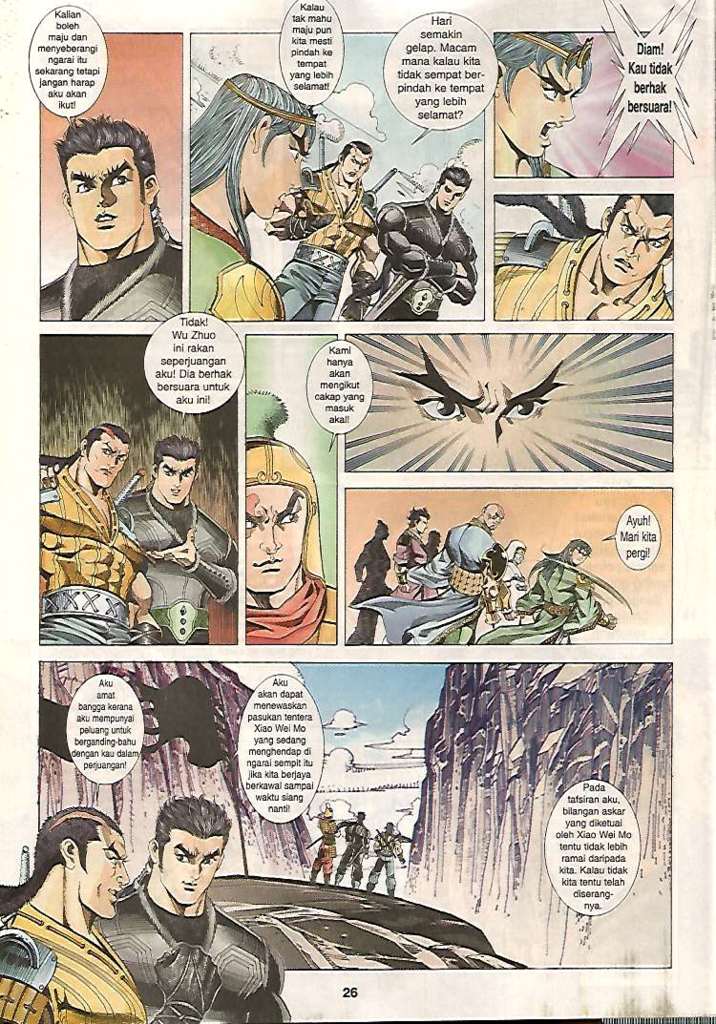 Kalian
boleh
maju dan
menyeberangi
ngarai itu
sekarang tetapi
jangan harap
aku akan
ikut!
Kalau
tak mahu
maju pun
kita mesti
pindah ke
tempat
yang lebih
selamat!
Hari
semakin
gelap. Macam
mana kalau kita
tidak sempat ber-
pindah ke tempat
yang lebih
selamat?
Diam!
Kau tidak
berhak
bersuara!
Tidak!
Wu Zhuo
ini rakan
seperjuangan
aku! Dia berhak
bersuara untuk
aku ini!
Kami
hanya
akan
mengikut
cakap yang
masuk
akal!
Ayuh!
Mari kita
pergi!
Aku
amat
bangga kerana
aku mempunyai
peluang untuk
berganding-bahu
dengan kau dalam
perjuangan!
Aku
akan dapat
menewaskan
pasukan tentera
Xiao Wei Mo
yang sedang
menghendap di
ngarai sempit itu
jika kita berjaya
berkawal sampai
waktu siang
nanti!
Pada
tafsiran aku,
bilangan askar
yang diketuai
oleh Xiao Wei Mo
tentu tidak lebih
ramai daripada
kita. Kalau tidak
kita tentu telah
diserang-
nya.
26